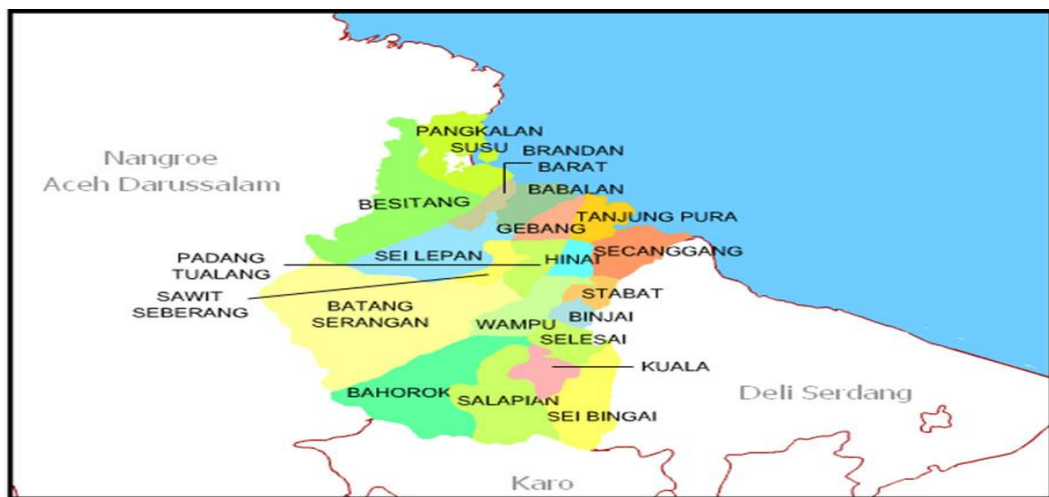 PANGKALAN
SUSU
BRANDAN
BARAT
Nangroe
Aceh Darussalam
BESITANG
BABALAN
TANJUNG PURA
GEBANG
PADANG
TUALANG
SEI LEPAN
HINAI
SECANGGANG
SAWIT
SEBERANG
BATANG
SERANGAN
STABAT
BINJAI
WAMPU
SELESAI
KUALA
BAHOROK
SALAPIAN
SEI BINGAI
Deli Serdang
Karo